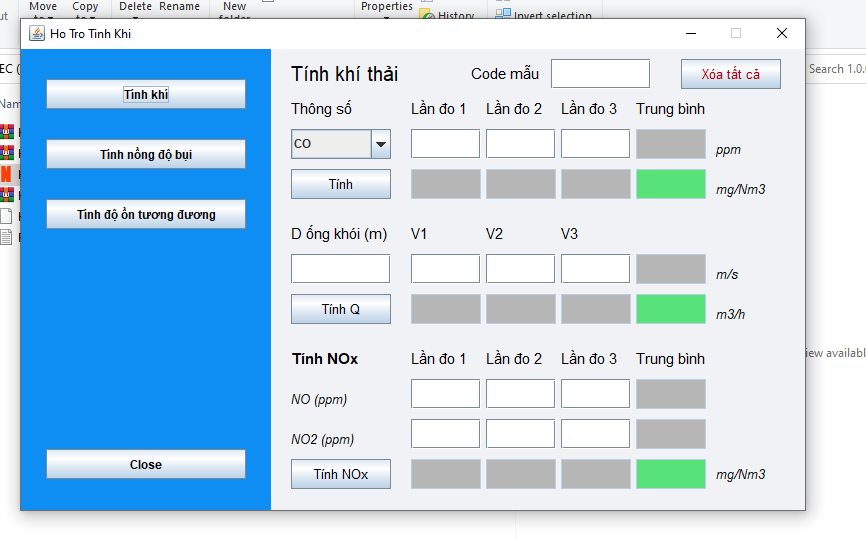 Move to
Copy to
Delete Rename
New folder
Properties
History
Invert selection
Ho Tro Tinh Khi
EC (
Search 1.0.
Nam
Tính khí
Tính nồng độ bụi
Tính độ ồn tương đương
Close
Tính khí thải
Code mẫu
Xóa tất cả
Thông số
Lần đo 1
Lần đo 2
Lần đo 3
Trung bình
CO
ppm
Tính
mg/Nm3
D ống khói (m)
V1
V2
V3
m/s
Tính Q
m3/h
Tính NOx
Lần đo 1
Lần đo 2
Lần đo 3
Trung bình
NO (ppm)
NO2 (ppm)
Tính NOx
mg/Nm3
iew availabl